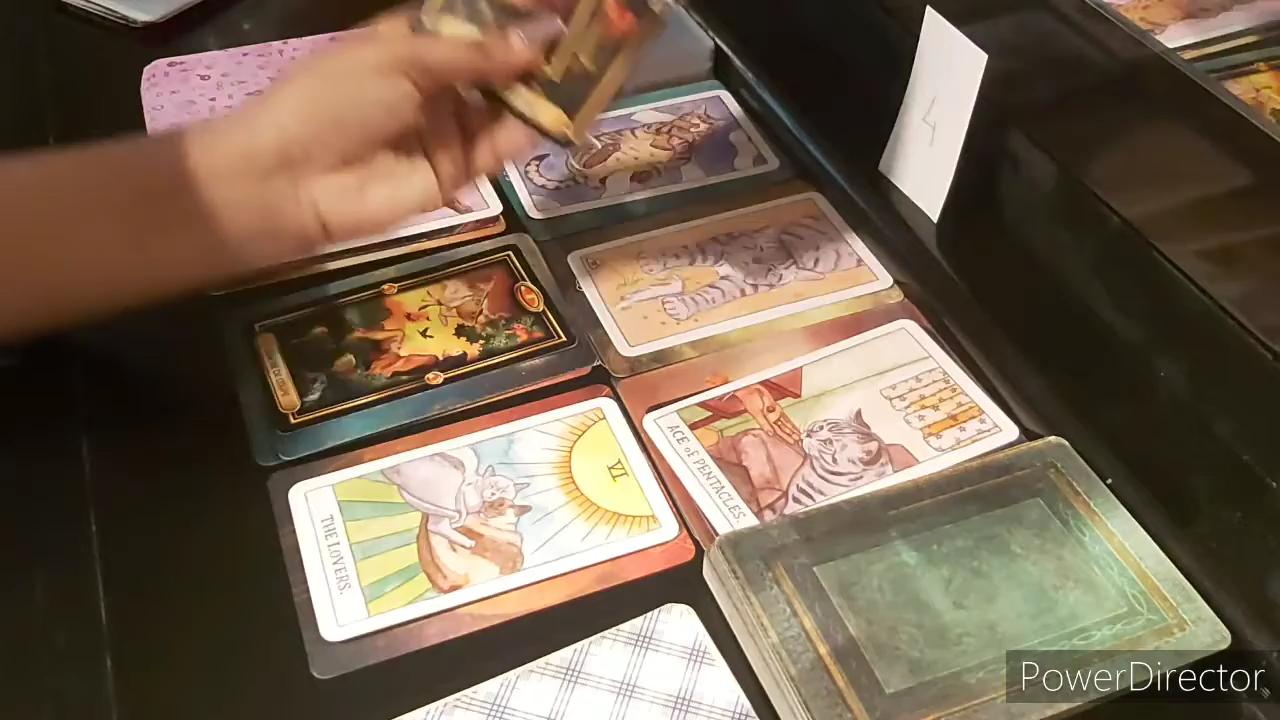 4
VI
THE LOVERS.
ACE OF PENTACLES.
PowerDirector